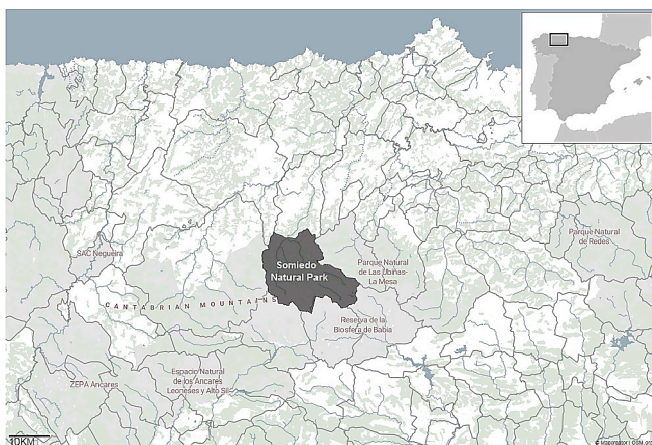 SAC Negueira
Parque Natural
de Redes
Somiedo
Natural Park
Parque Natural
de Las Ubiñas-
La Mesa
CANTABRIAN MOUNTAINS
Reserva de la
Biosfera de Babia
ZEPA Ancares
Espacio Natural
de los Ancares
Leoneses y Alto Sil
10KM
© Mapcreator | OSM.org